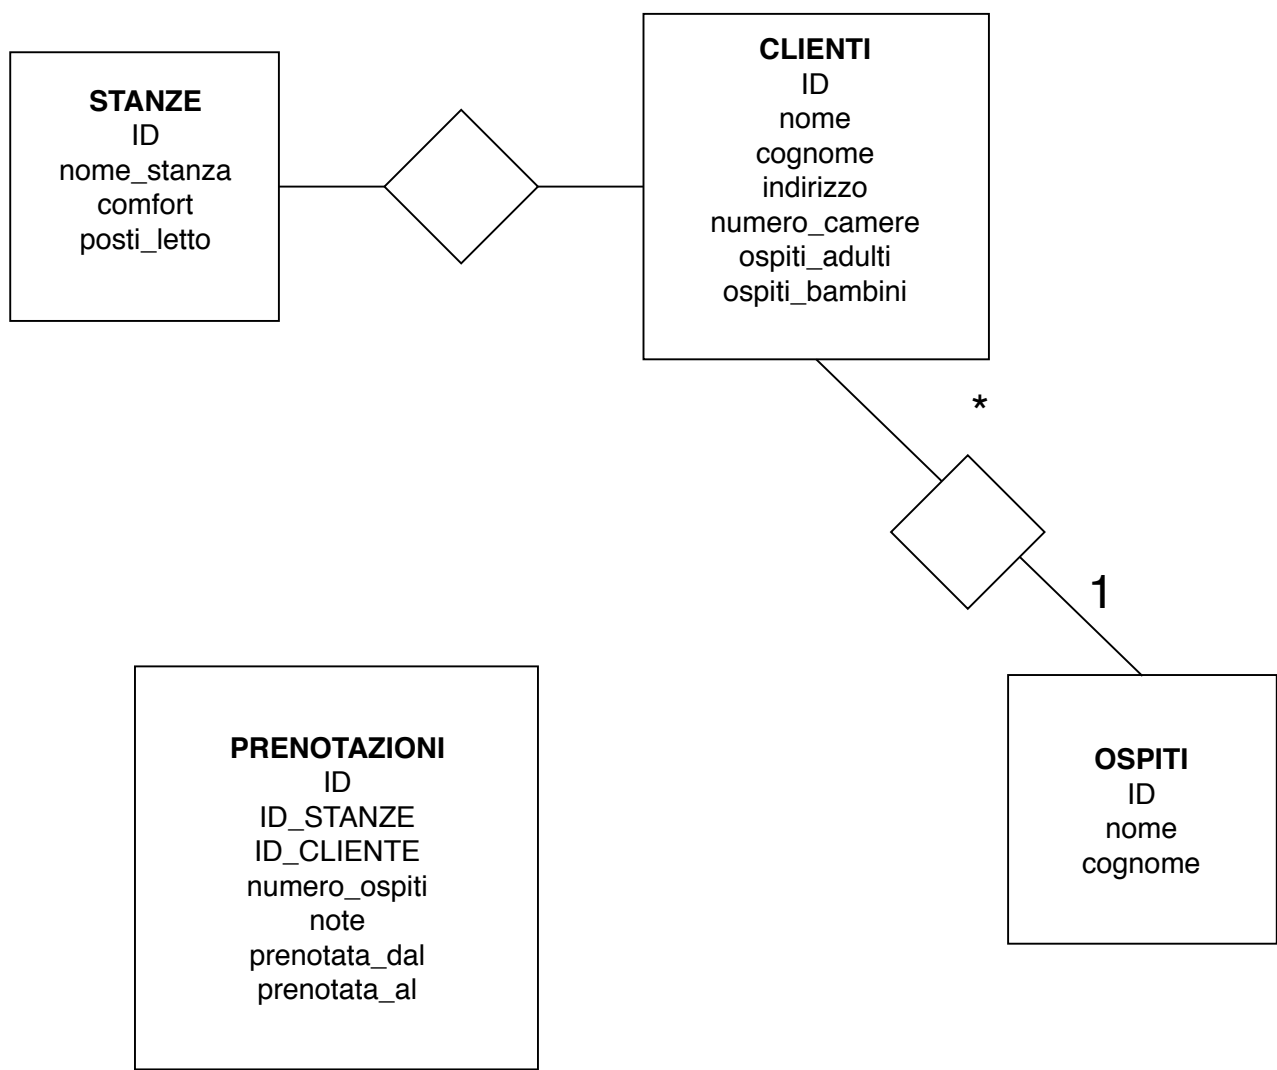 STANZE
ID
nome_stanza
comfort
posti_letto
CLIENTI
ID
nome
cognome
indirizzo
numero_camere
ospiti_adulti
ospiti_bambini
*
1
PRENOTAZIONI
ID
ID_STANZE
ID_CLIENTE
numero_ospiti
note
prenotata_dal
prenotata_al
OSPITI
ID
nome
cognome